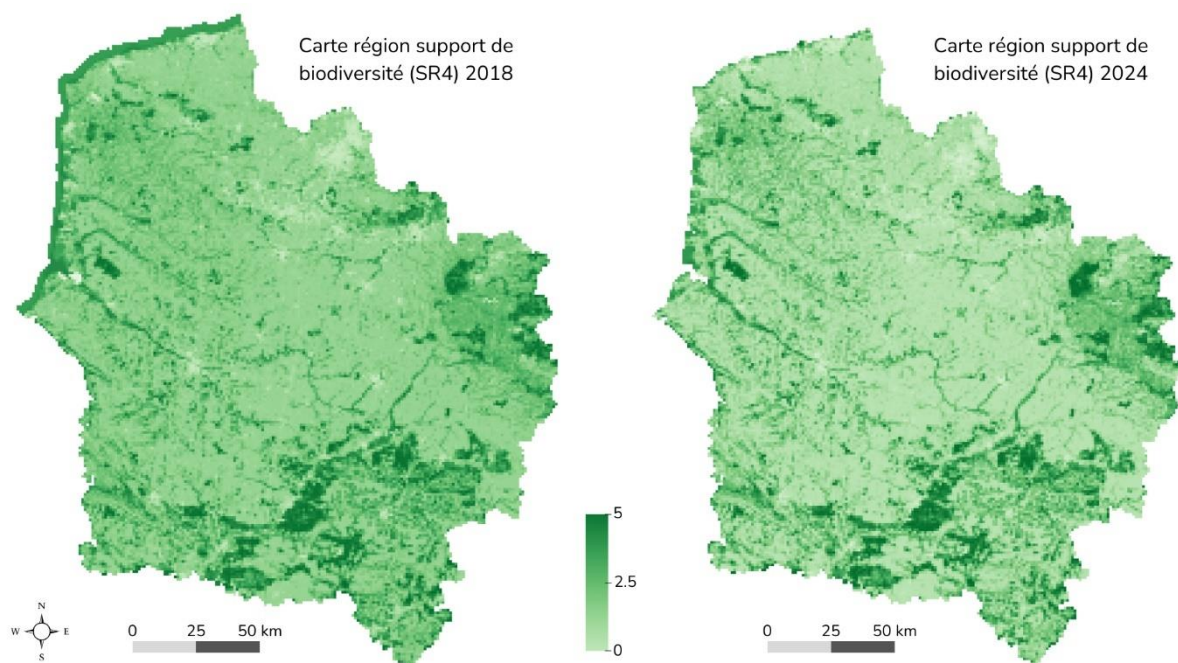 Carte région support de
biodiversité (SR4) 2018
Carte région support de
biodiversité (SR4) 2024
5
2.5
0
N
W E
S
0 25 50 km
0 25 50 km